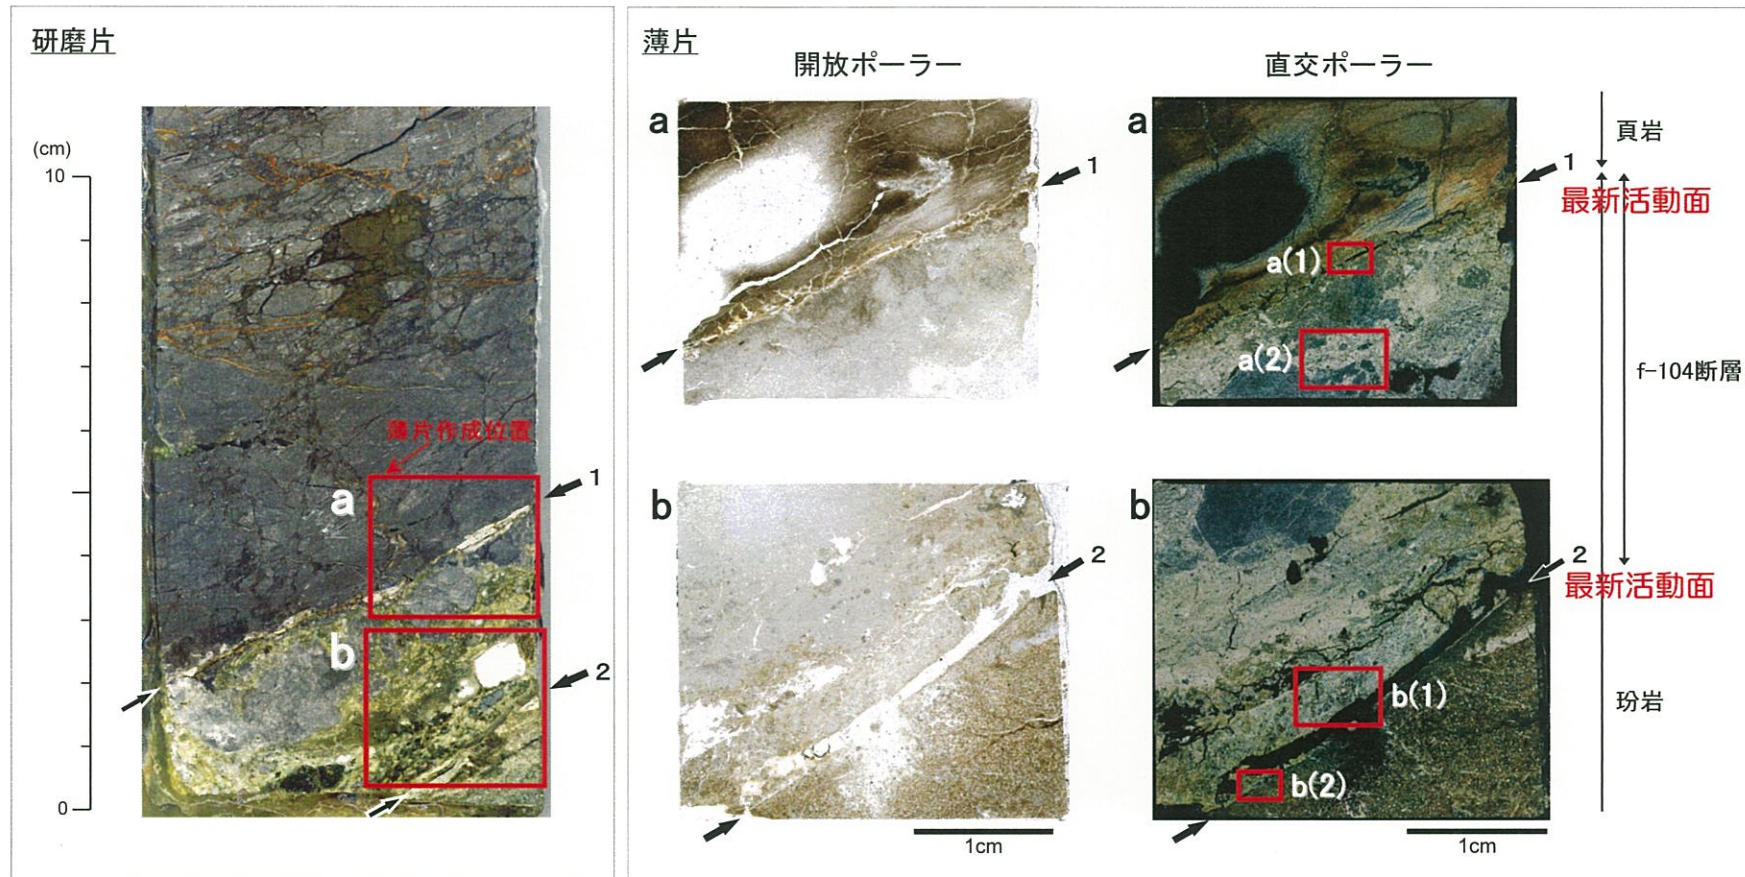 研磨片
(cm)
10
0
薄片作成位置
a
1
b
2
薄片
開放ポーラー
直交ポーラー
a
1
a
1
最新活動面
a(1)
a(2)
頁岩
f-104断層
b
2
1cm
b
2
最新活動面
b(1)
b(2)
1cm
玢岩